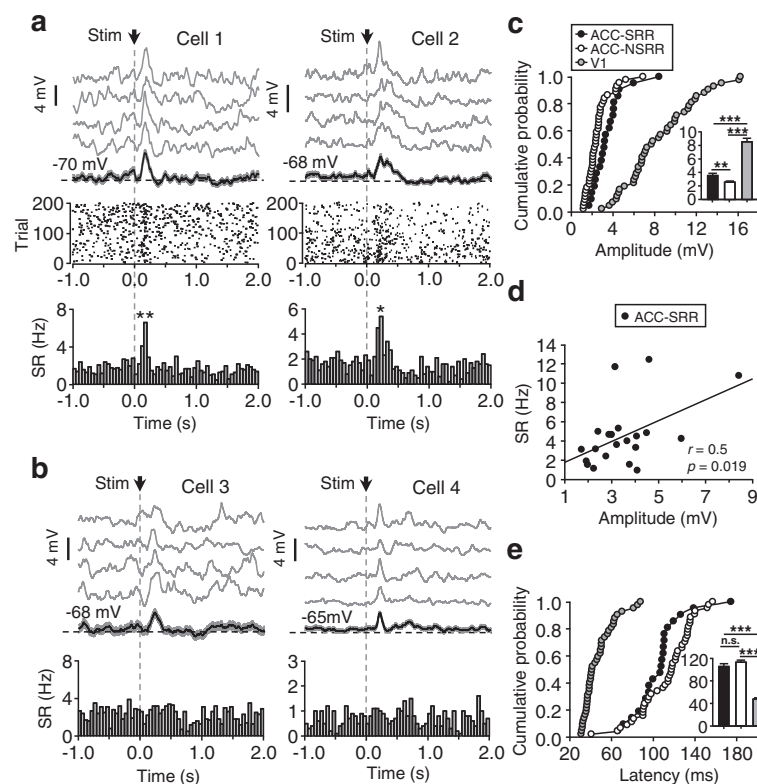 a
Stim
Cell 1
Cell 2
4 mV
4 mV
-70 mV
-68 mV
Trial
200
100
0
-1.0 0.0 1.0 2.0
-1.0 0.0 1.0 2.0
SR (Hz)
8
4
0
**
6
4
2
0
*
-1.0 0.0 1.0 2.0
Time (s)
-1.0 0.0 1.0 2.0
Time (s)
b
Stim
Cell 3
Stim
Cell 4
4 mV
4 mV
-68 mV
-65mV
SR (Hz)
8
4
0
3
2
1
0
-1.0 0.0 1.0 2.0
Time (s)
-1.0 0.0 1.0 2.0
Time (s)
c
ACC-SRR
ACC-NSRR
V1
Cumulative probability
1.0
0.8
0.6
0.4
0.2
0.0
0 4 8 12 16
Amplitude (mV)
***
***
**
10
8
6
4
2
0
d
ACC-SRR
SR (Hz)
14
12
10
8
6
4
2
0
r = 0.5
p = 0.019
1 3 5 7 9
Amplitude (mV)
e
Cumulative probability
1.0
0.8
0.6
0.4
0.2
0.0
20 60 100 140 180
Latency (ms)
***
n.s.
***
120
80
40
0